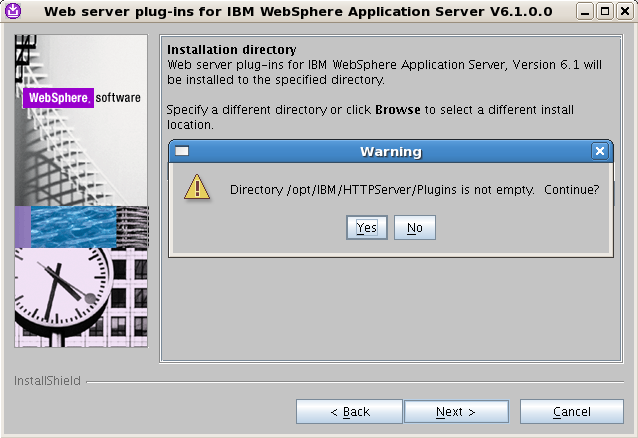 Web server plug-ins for IBM WebSphere Application Server V6.1.0.0
WebSphere. software
Installation directory
Web server plug-ins for IBM WebSphere Application Server, Version 6.1 will
be installed to the specified directory.
Specify a different directory or click Browse to select a different install
location.
Warning
Directory /opt/IBM/HTTPServer/Plugins is not empty. Continue?
Yes No
InstallShield
< Back Next > Cancel